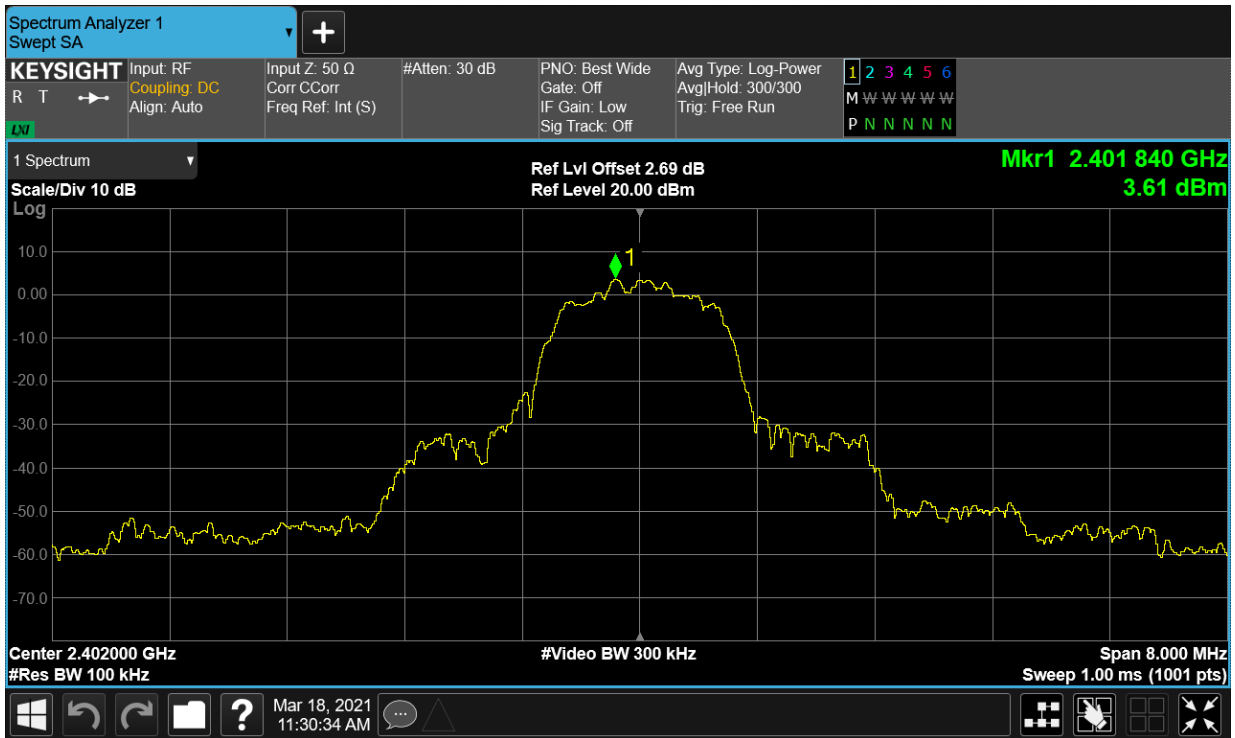 Spectrum Analyzer 1
Swept SA
KEYSIGHT
R T
LXI
Input: RF
Coupling: DC
Align: Auto
Input Z: 50 Ω
Corr CCorr
Freq Ref: Int (S)
#Atten: 30 dB
PNO: Best Wide
Gate: Off
IF Gain: Low
Sig Track: Off
Avg Type: Log-Power
Avg|Hold: 300/300
Trig: Free Run
1 2 3 4 5 6
M W W W W W
P N N N N N
1 Spectrum
Scale/Div 10 dB
Ref Lvl Offset 2.69 dB
Ref Level 20.00 dBm
Mkr1 2.401 840 GHz
3.61 dBm
Log
1
10.0
0.00
-10.0
-20.0
-30.0
-40.0
-50.0
-60.0
-70.0
Center 2.402000 GHz
#Video BW 300 kHz
Span 8.000 MHz
#Res BW 100 kHz
Sweep 1.00 ms (1001 pts)
?
Mar 18, 2021
11:30:34 AM